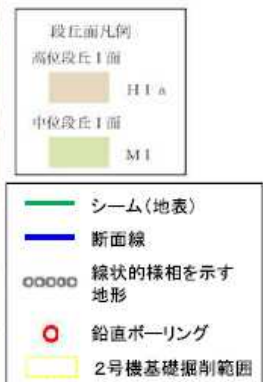 段丘面凡例
高位段丘Ⅰ面
HⅠa
中位段丘Ⅰ面
MⅠ
シーム(地表)
断面線
線状的様相を示す
地形
鉛直ボーリング
2号機基礎掘削範囲